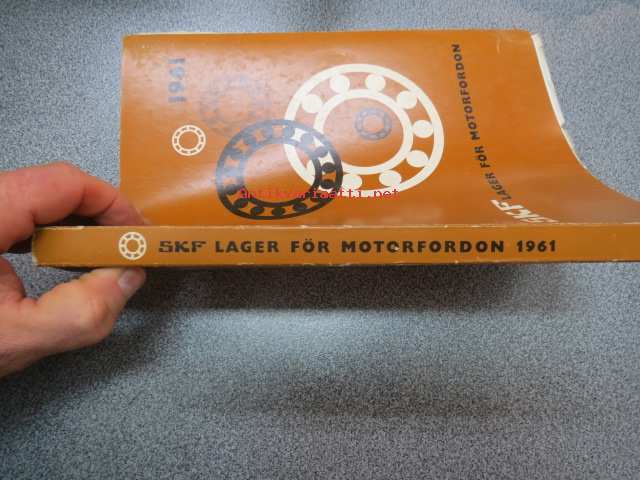 1961
SKF LAGER FÖR MOTORFORDON
antikvariaatti.net
SKF LAGER FÖR MOTORFORDON 1961